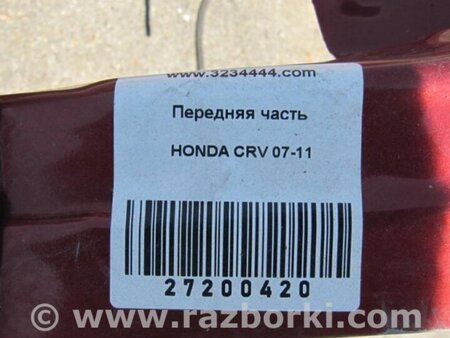 www.3234444.com
Передняя часть
HONDA CRV 07-11
27200420
© www.razborki.com